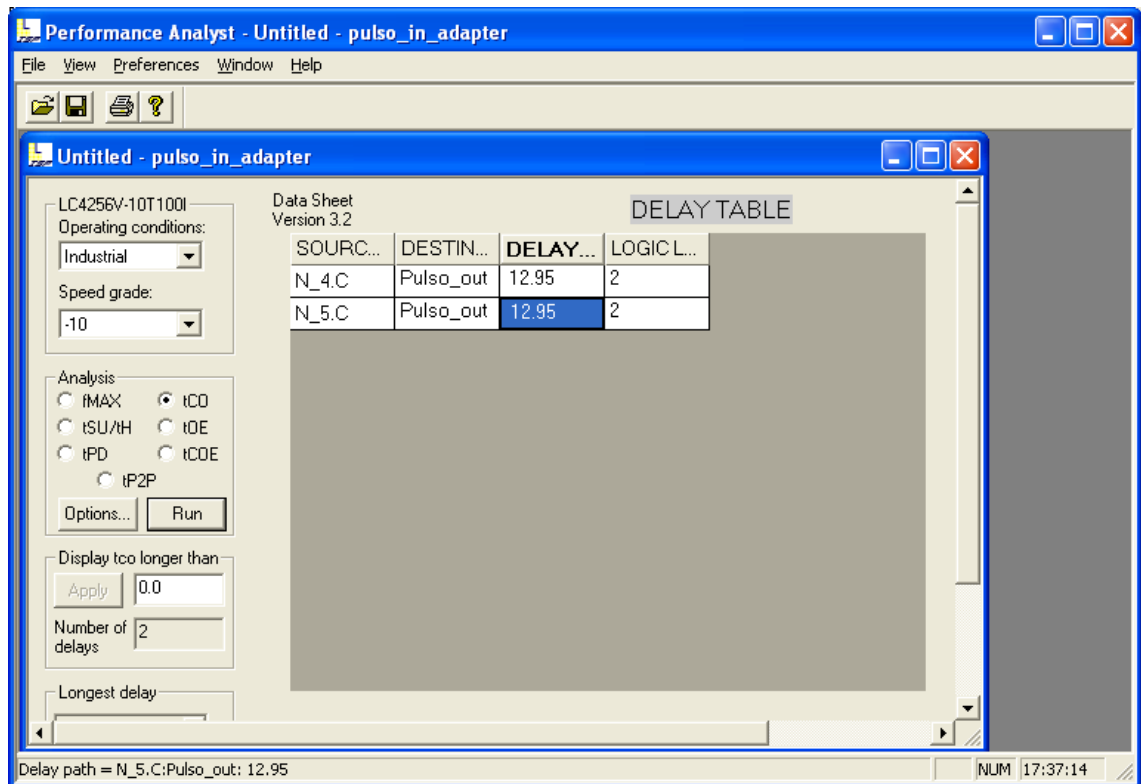 Performance Analyst - Untitled - pulso_in_adapter
File View Preferences Window Help
Untitled - pulso_in_adapter
LC4256V-10T100I
Operating conditions:
Industrial
Speed grade:
-10
Analysis
fMAX tCO
tSU/tH tOE
tPD tCOE
tP2P
Options... Run
Display tco longer than
Apply 0.0
Number of delays 2
Longest delay
Data Sheet
Version 3.2
DELAY TABLE
SOURC... DESTIN... DELAY... LOGIC L...
N_4.C Pulso_out 12.95 2
N_5.C Pulso_out 12.95 2
Delay path = N_5.C:Pulso_out: 12.95 NUM 17:37:14